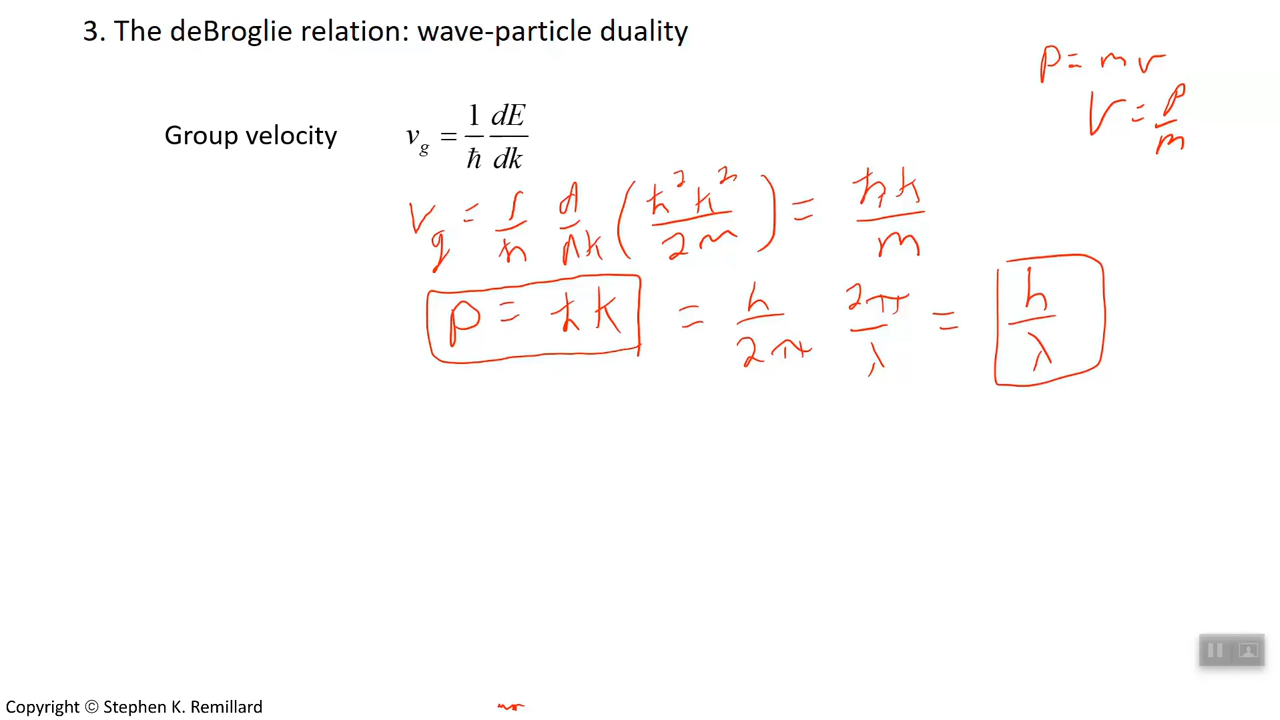 3. The deBroglie relation: wave-particle duality
p = mv
v = p/m
Group velocity v_g = 1/ħ dE/dk
v_g = 1/ħ d/dk (ħ²k²/2m) = ħk/m
p = ħk = h/2π 2π/λ = h/λ
Copyright © Stephen K. Remillard